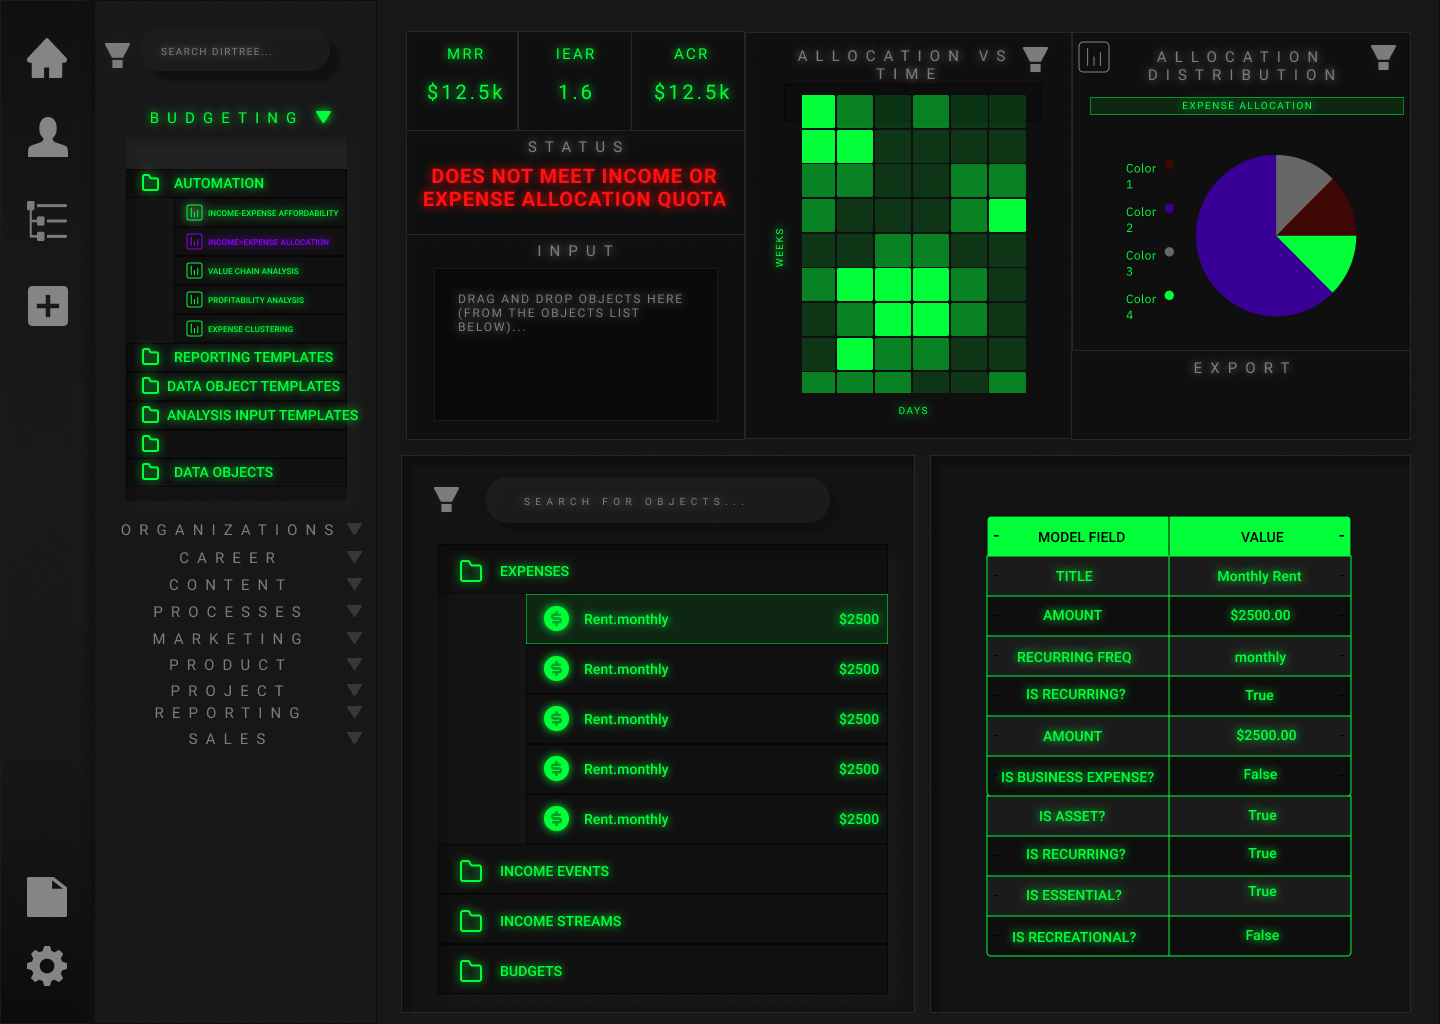 SEARCH DIRTREE...
BUDGETING
AUTOMATION
INCOME-EXPENSE AFFORDABILITY
INCOME=EXPENSE ALLOCATION
VALUE CHAIN ANALYSIS
PROFITABILITY ANALYSIS
EXPENSE CLUSTERING
REPORTING TEMPLATES
DATA OBJECT TEMPLATES
ANALYSIS INPUT TEMPLATES
DATA OBJECTS
ORGANIZATIONS
CAREER
CONTENT
PROCESSES
MARKETING
PRODUCT
PROJECT
REPORTING
SALES
MRR
$12.5k
IEAR
1.6
ACR
$12.5k
STATUS
DOES NOT MEET INCOME OR
EXPENSE ALLOCATION QUOTA
INPUT
DRAG AND DROP OBJECTS HERE
(FROM THE OBJECTS LIST
BELOW)...
ALLOCATION VS
TIME
WEEKS
DAYS
ALLOCATION
DISTRIBUTION
EXPENSE ALLOCATION
Color
1
Color
2
Color
3
Color
4
EXPORT
SEARCH FOR OBJECTS...
EXPENSES
Rent.monthly $2500
Rent.monthly $2500
Rent.monthly $2500
Rent.monthly $2500
Rent.monthly $2500
INCOME EVENTS
INCOME STREAMS
BUDGETS
- MODEL FIELD VALUE -
- TITLE Monthly Rent -
- AMOUNT $2500.00 -
- RECURRING FREQ monthly -
- IS RECURRING? True -
- AMOUNT $2500.00 -
IS BUSINESS EXPENSE? False -
IS ASSET? True
- IS RECURRING? True -
- IS ESSENTIAL? True -
- IS RECREATIONAL? False -